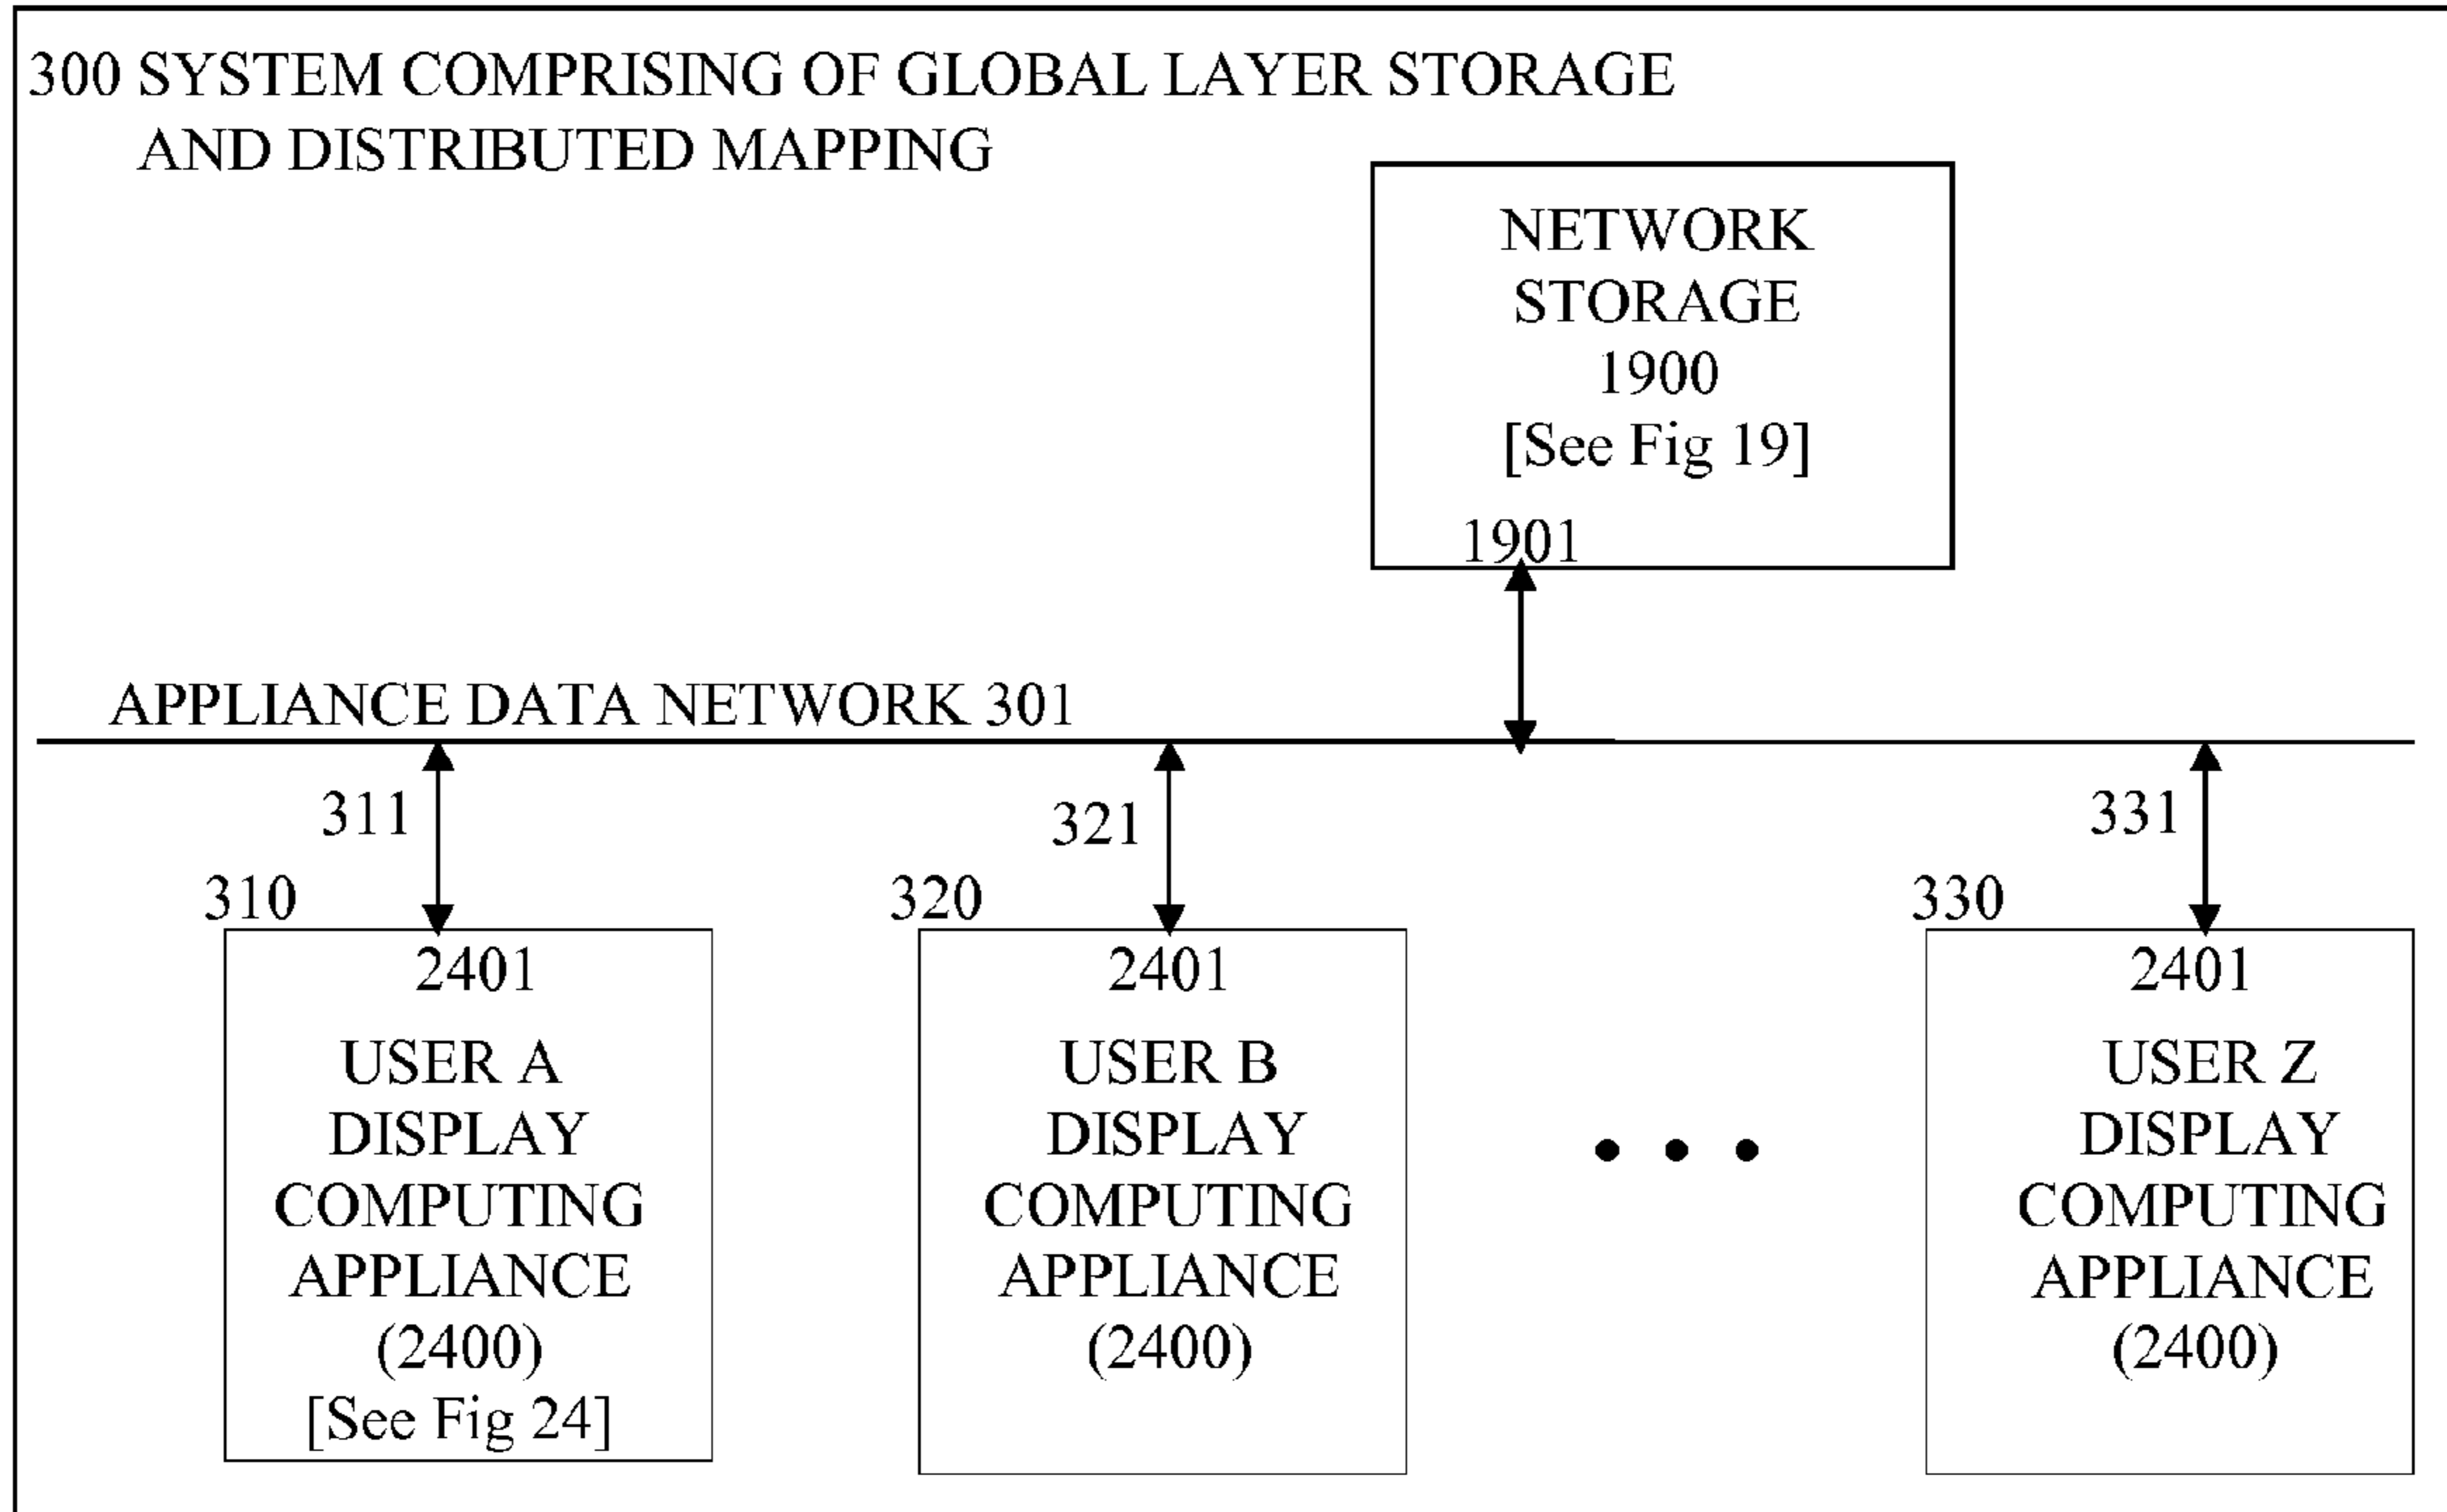 300 SYSTEM COMPRISING OF GLOBAL LAYER STORAGE
AND DISTRIBUTED MAPPING
NETWORK
STORAGE
1900
[See Fig 19]
1901
APPLIANCE DATA NETWORK 301
311
321
331
310
320
330
2401
USER A
DISPLAY
COMPUTING
APPLIANCE
(2400)
[See Fig 24]
2401
USER B
DISPLAY
COMPUTING
APPLIANCE
(2400)
• • •
2401
USER Z
DISPLAY
COMPUTING
APPLIANCE
(2400)